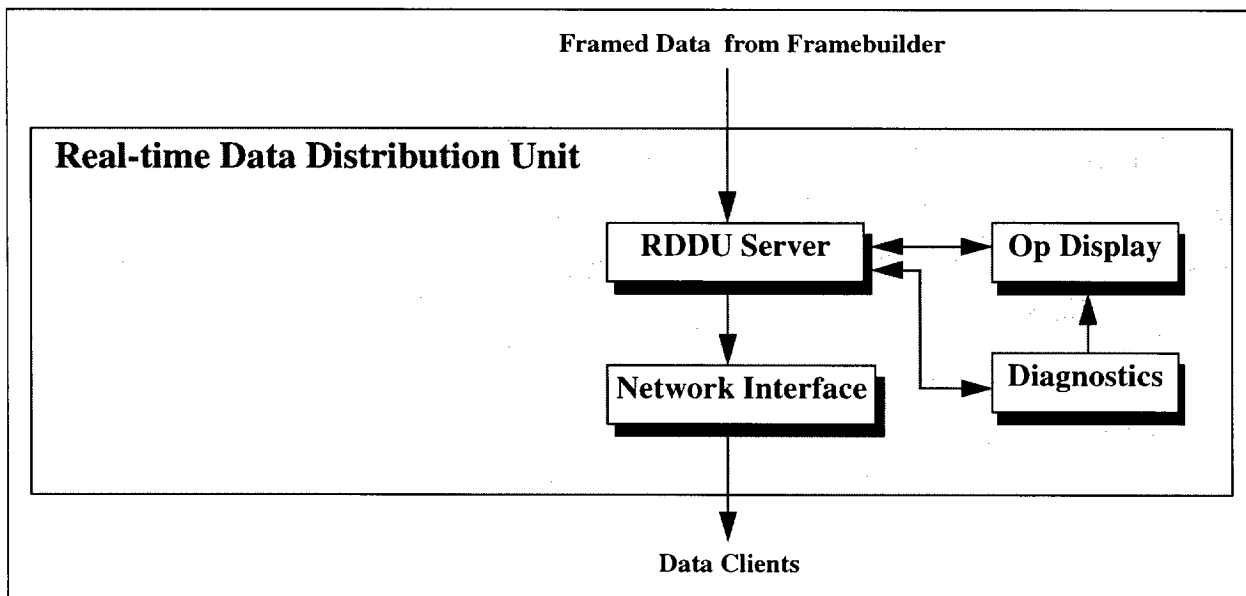 Framed Data from Framebuilder
Real-time Data Distribution Unit
RDDU Server
Op Display
Network Interface
Diagnostics
Data Clients